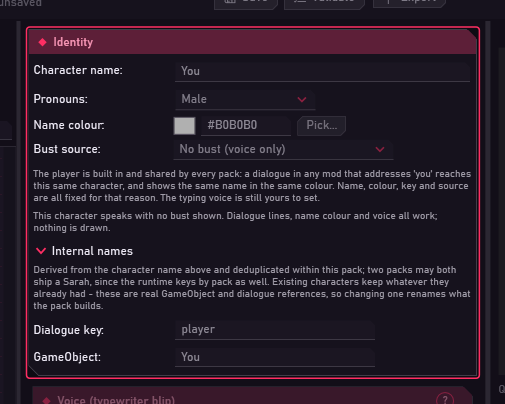 unsaved
Save
Validate
Export
Identity
Character name:
You
Pronouns:
Male
Name colour:
#B0B0B0
Pick...
Bust source:
No bust (voice only)
The player is built in and shared by every pack: a dialogue in any mod that addresses 'you' reaches
this same character, and shows the same name in the same colour. Name, colour, key and source
are all fixed for that reason. The typing voice is still yours to set.
This character speaks with no bust shown. Dialogue lines, name colour and voice all work;
nothing is drawn.
Internal names
Derived from the character name above and deduplicated within this pack; two packs may both
ship a Sarah, since the runtime keys by pack as well. Existing characters keep whatever they
already had - these are real GameObject and dialogue references, so changing one renames what
the pack builds.
Dialogue key:
player
GameObject:
You
Voice (typewriter blip)
?